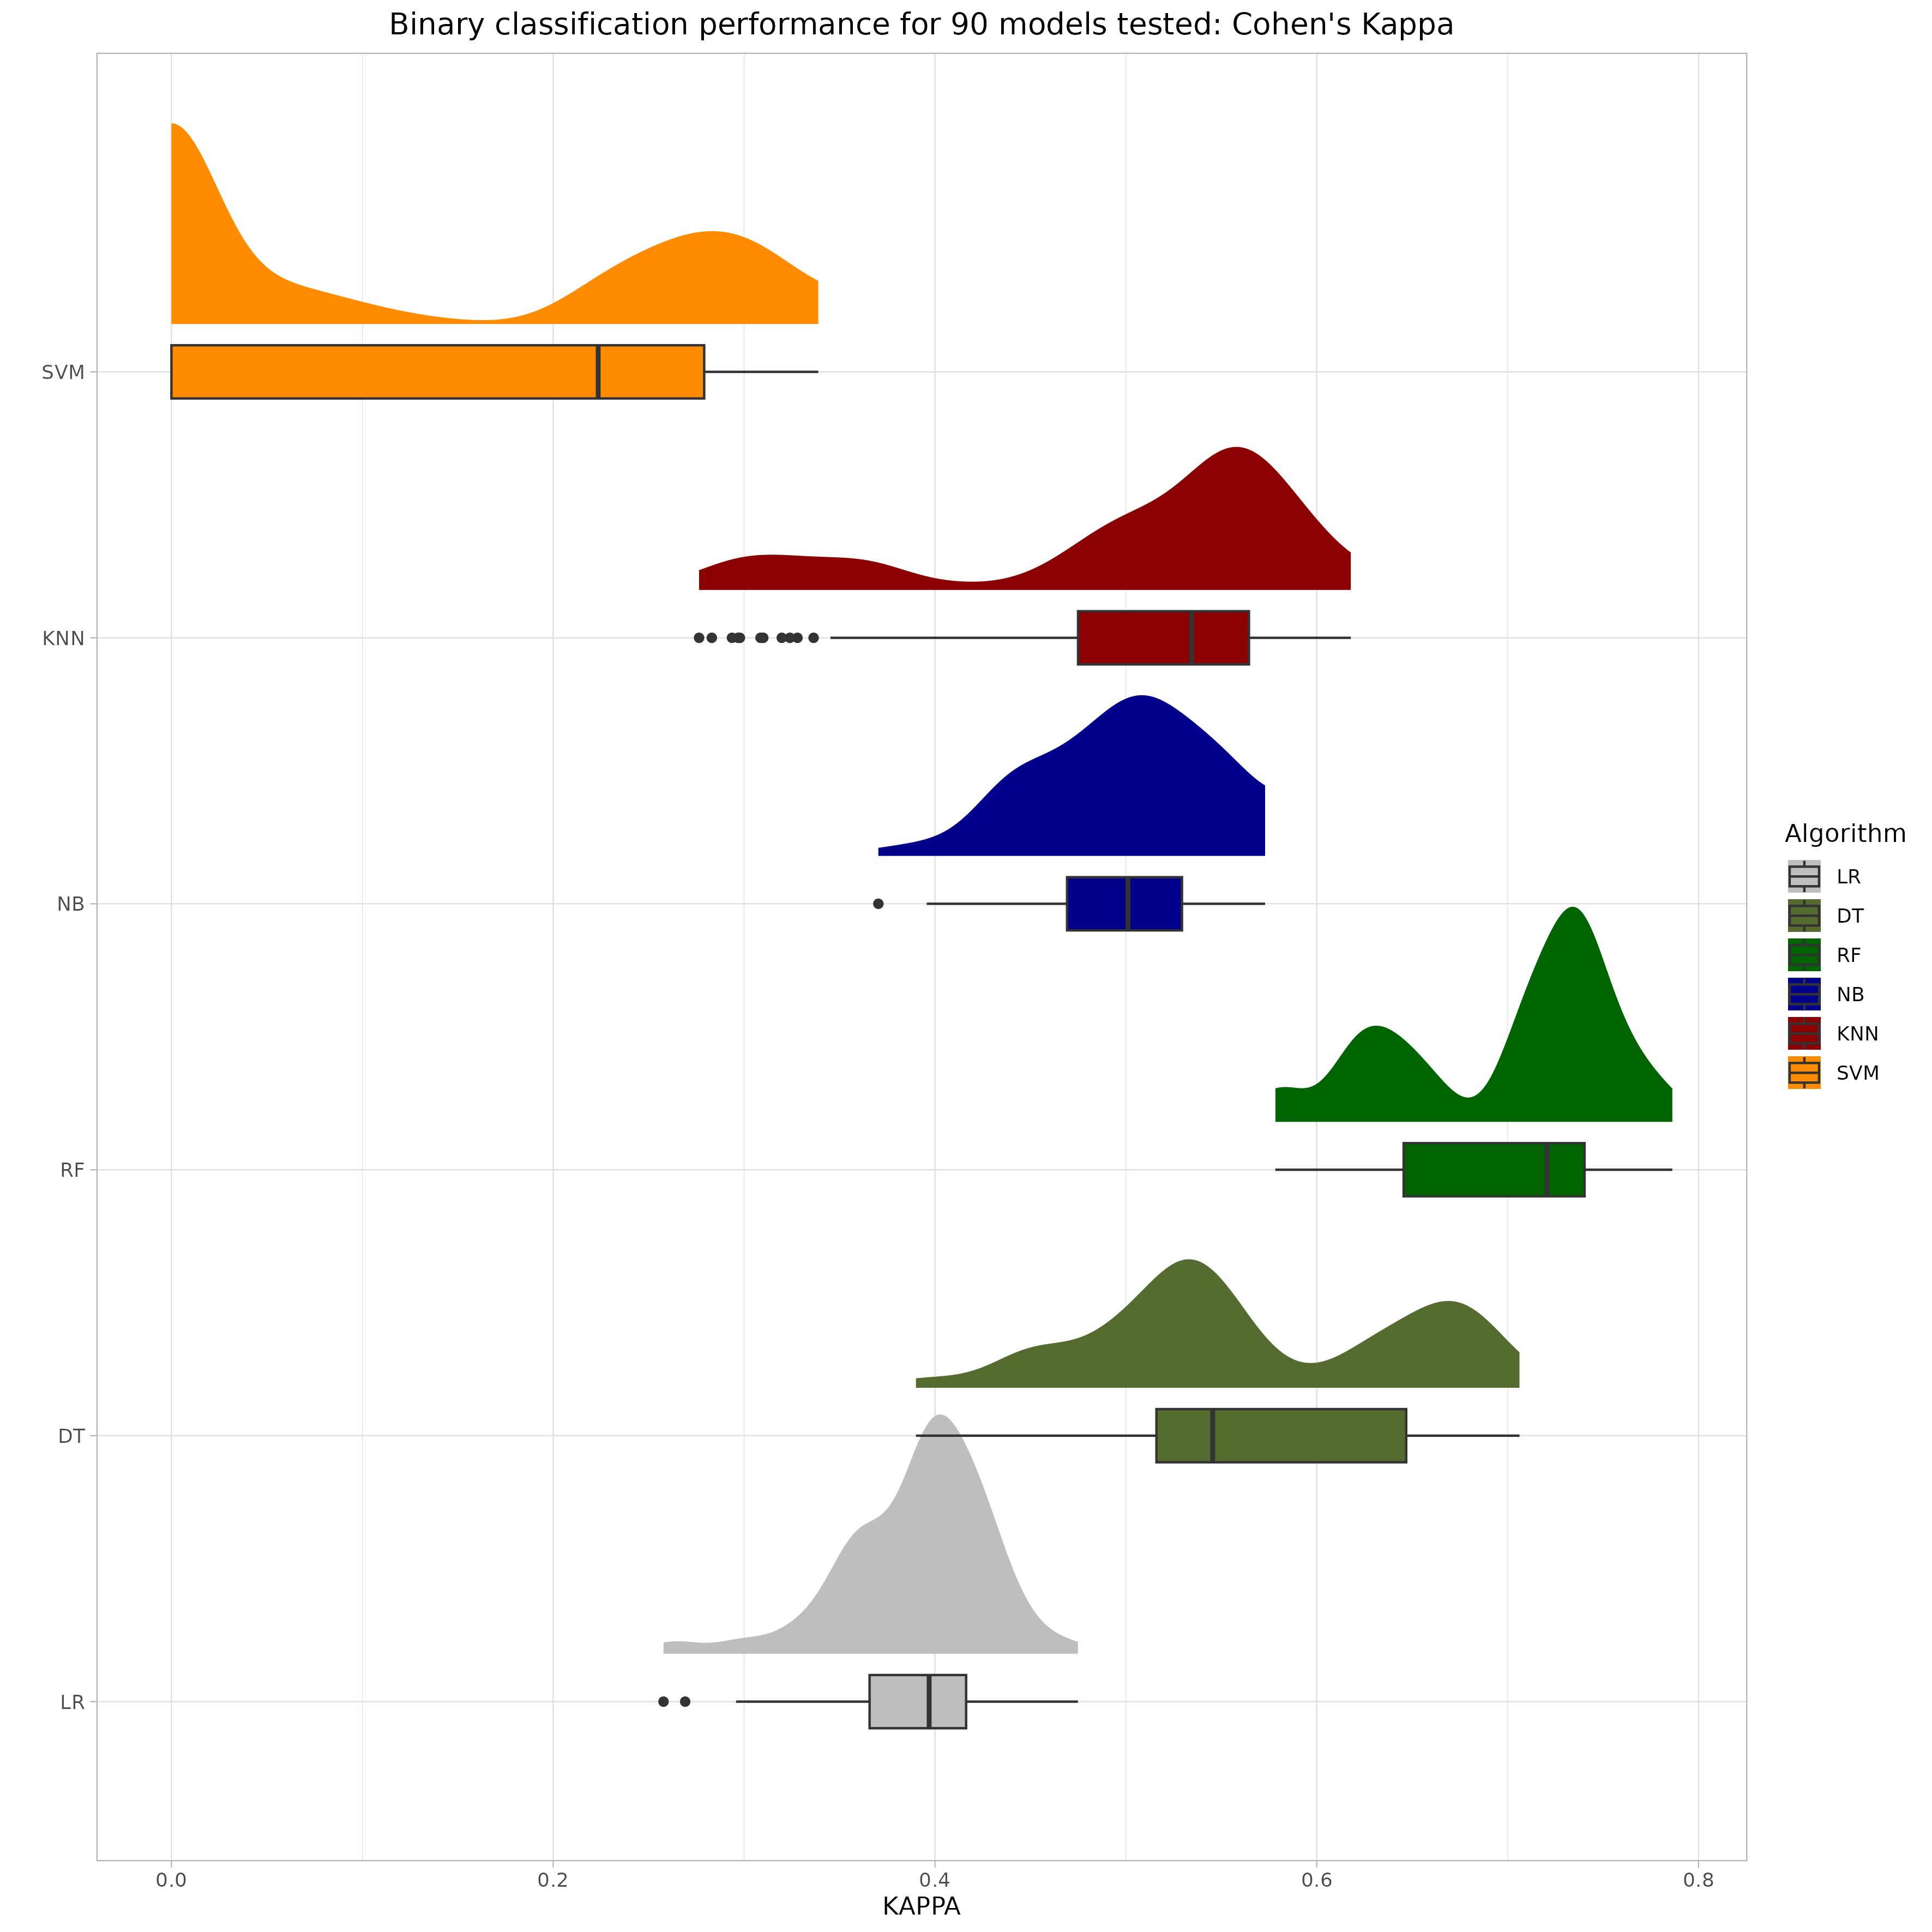 Binary classification performance for 90 models tested: Cohen's Kappa
SVM
KNN
NB
RF
DT
LR
0.0 0.2 0.4 0.6 0.8
KAPPA
Algorithm
LR
DT
RF
NB
KNN
SVM